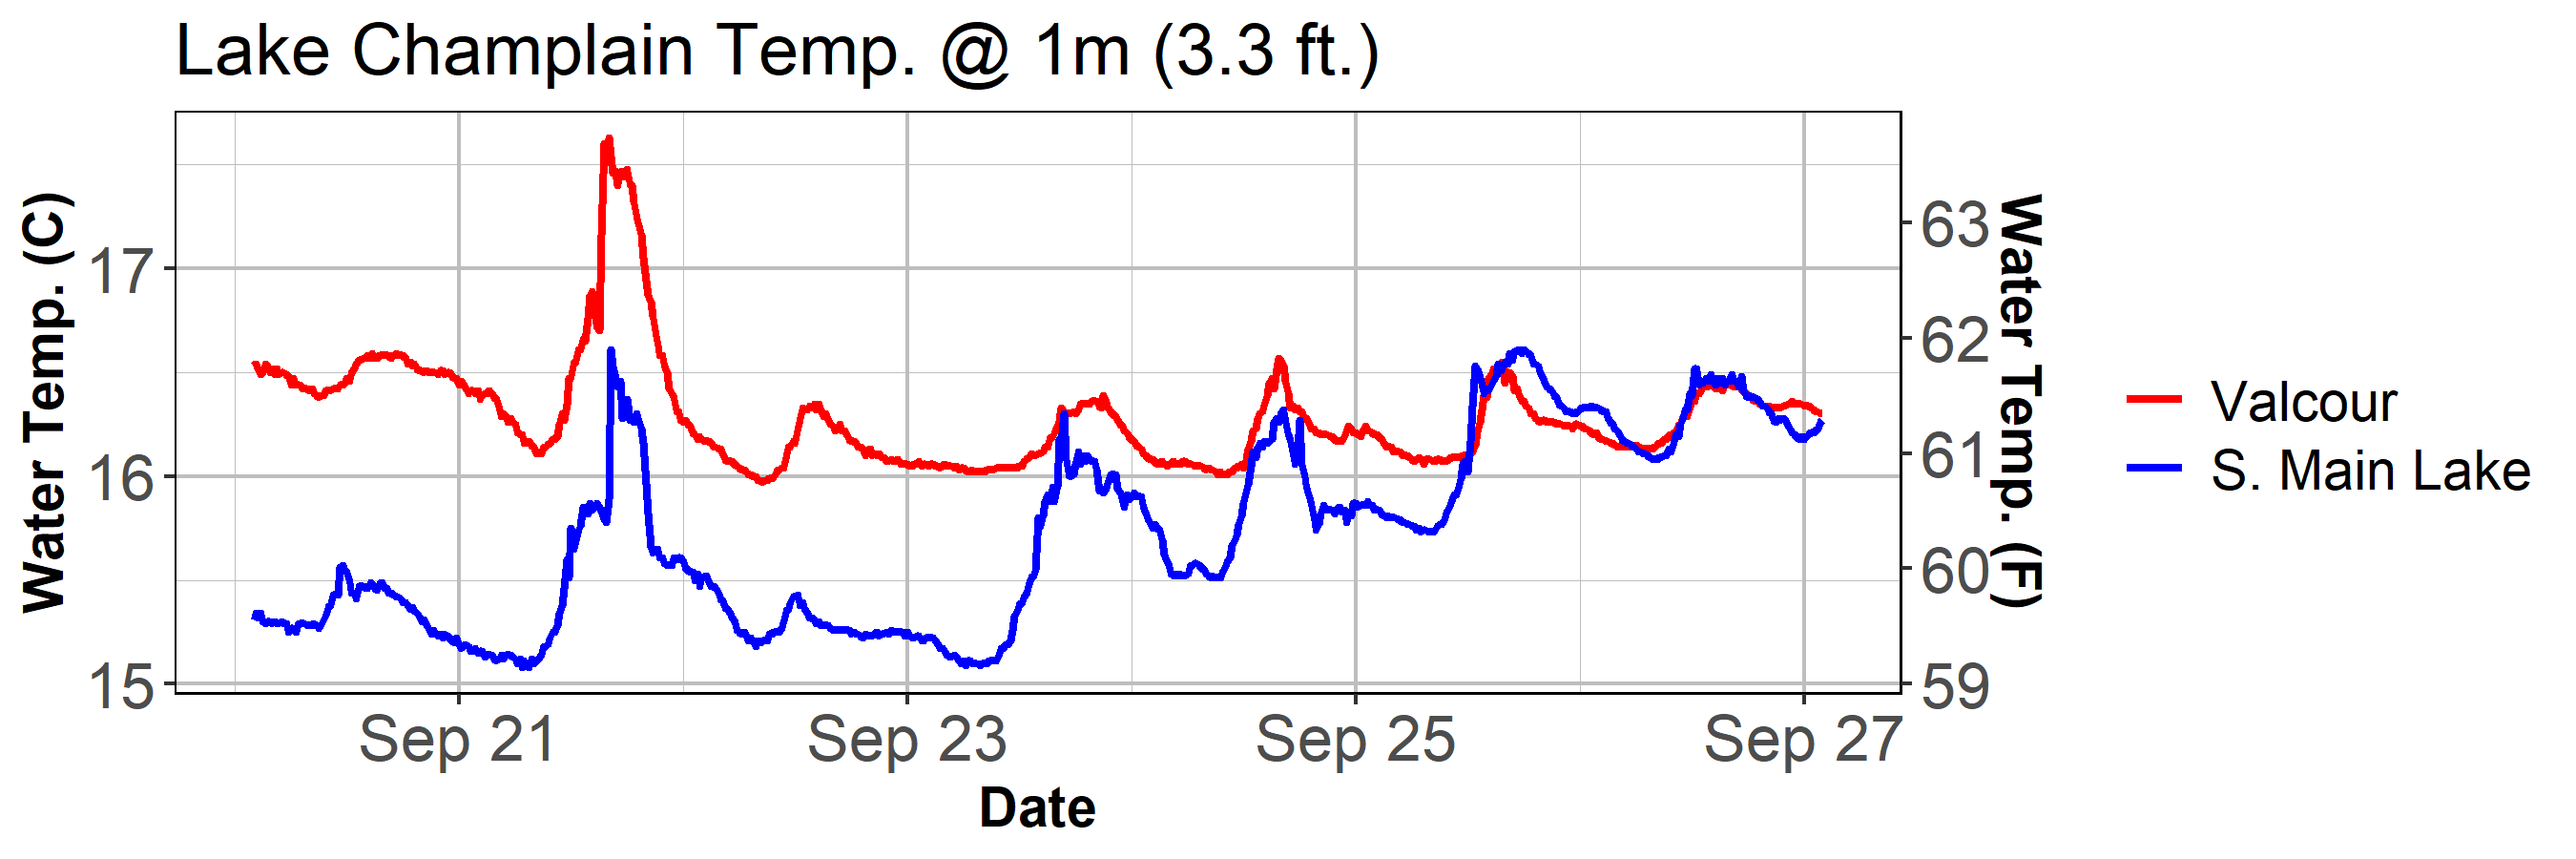 Lake Champlain Temp. @ 1m (3.3 ft.)
Water Temp. (C)
17
16
15
63
62
61
60
59
Water Temp. (F)
Sep 21
Sep 23
Sep 25
Sep 27
Date
Valcour
S. Main Lake